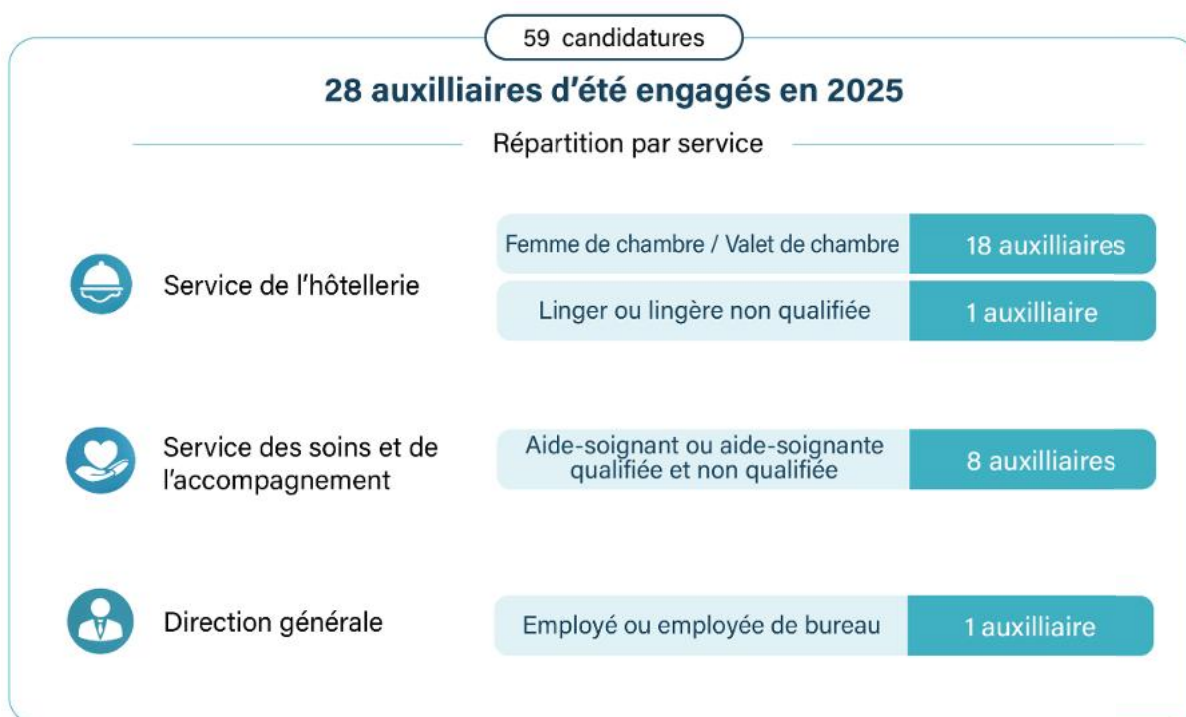 59 candidatures
28 auxilliaires d'été engagés en 2025
Répartition par service
Service de l'hôtellerie
Femme de chambre / Valet de chambre
18 auxilliaires
Linger ou lingère non qualifiée
1 auxilliaire
Service des soins et de
l'accompagnement
Aide-soignant ou aide-soignante
qualifiée et non qualifiée
8 auxilliaires
Direction générale
Employé ou employée de bureau
1 auxilliaire